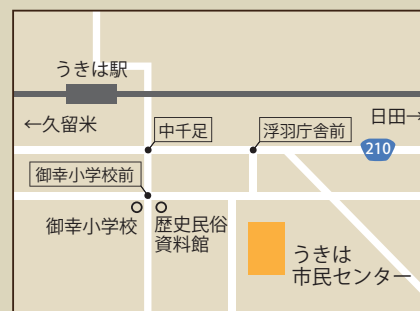 うきは駅
←久留米
日田→
中千足
浮羽庁舎前
210
御幸小学校前
御幸小学校
歴史民俗
資料館
うきは
市民センター